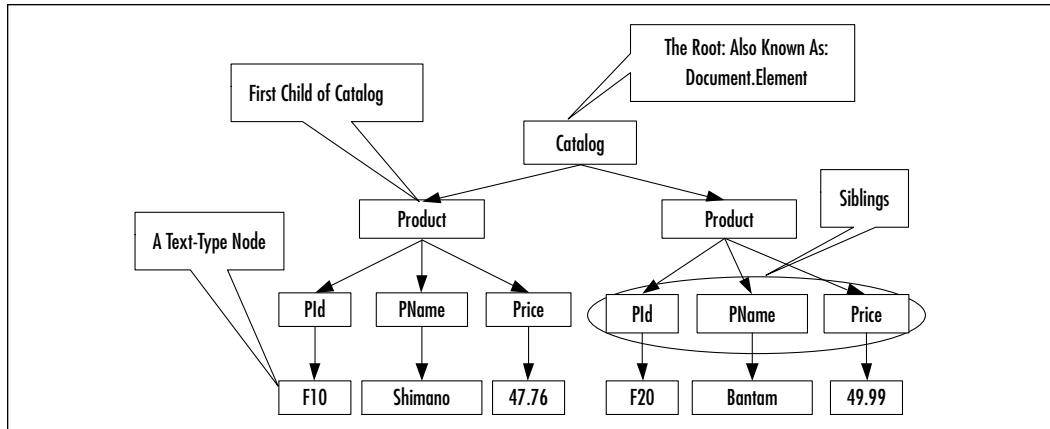 The Root: Also Known As:
Document.Element
First Child of Catalog
Catalog
Siblings
Product
Product
A Text-Type Node
PId
PName
Price
PId
PName
Price
F10
Shimano
47.76
F20
Bantam
49.99